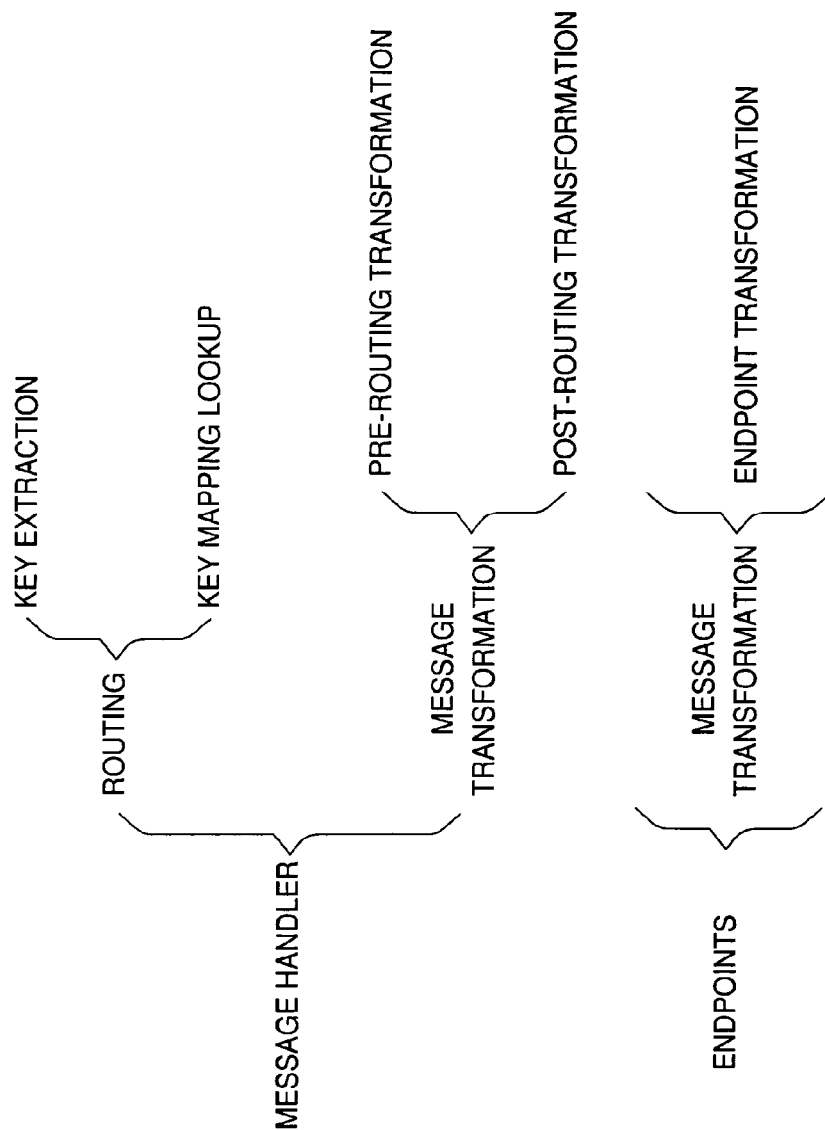 MESSAGE HANDLER
ROUTING
KEY EXTRACTION
KEY MAPPING LOOKUP
MESSAGE
TRANSFORMATION
PRE-ROUTING TRANSFORMATION
POST-ROUTING TRANSFORMATION
ENDPOINTS
MESSAGE
TRANSFORMATION
ENDPOINT TRANSFORMATION